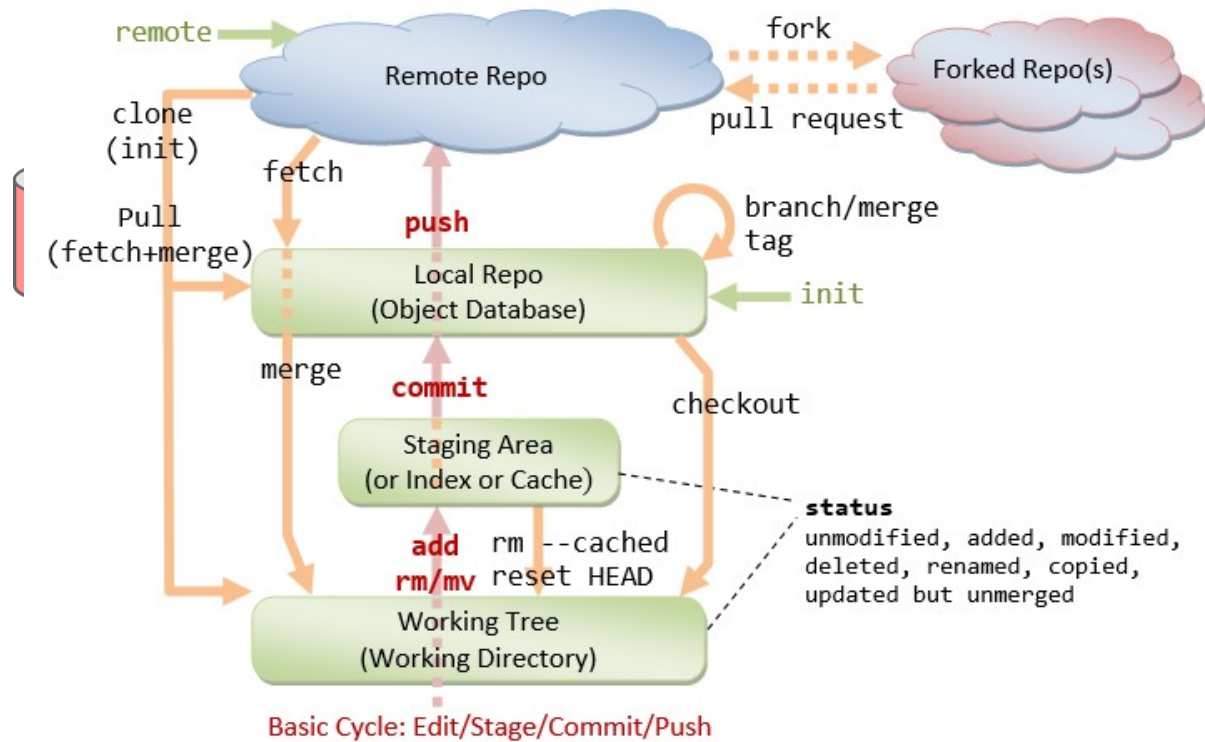 remote
Remote Repo
fork
Forked Repo(s)
pull request
clone
(init)
fetch
Pull
(fetch+merge)
push
branch/merge
tag
Local Repo
(Object Database)
init
merge
commit
checkout
Staging Area
(or Index or Cache)
status
unmodified, added, modified,
deleted, renamed, copied,
updated but unmerged
add
rm/mv
rm --cached
reset HEAD
Working Tree
(Working Directory)
Basic Cycle: Edit/Stage/Commit/Push